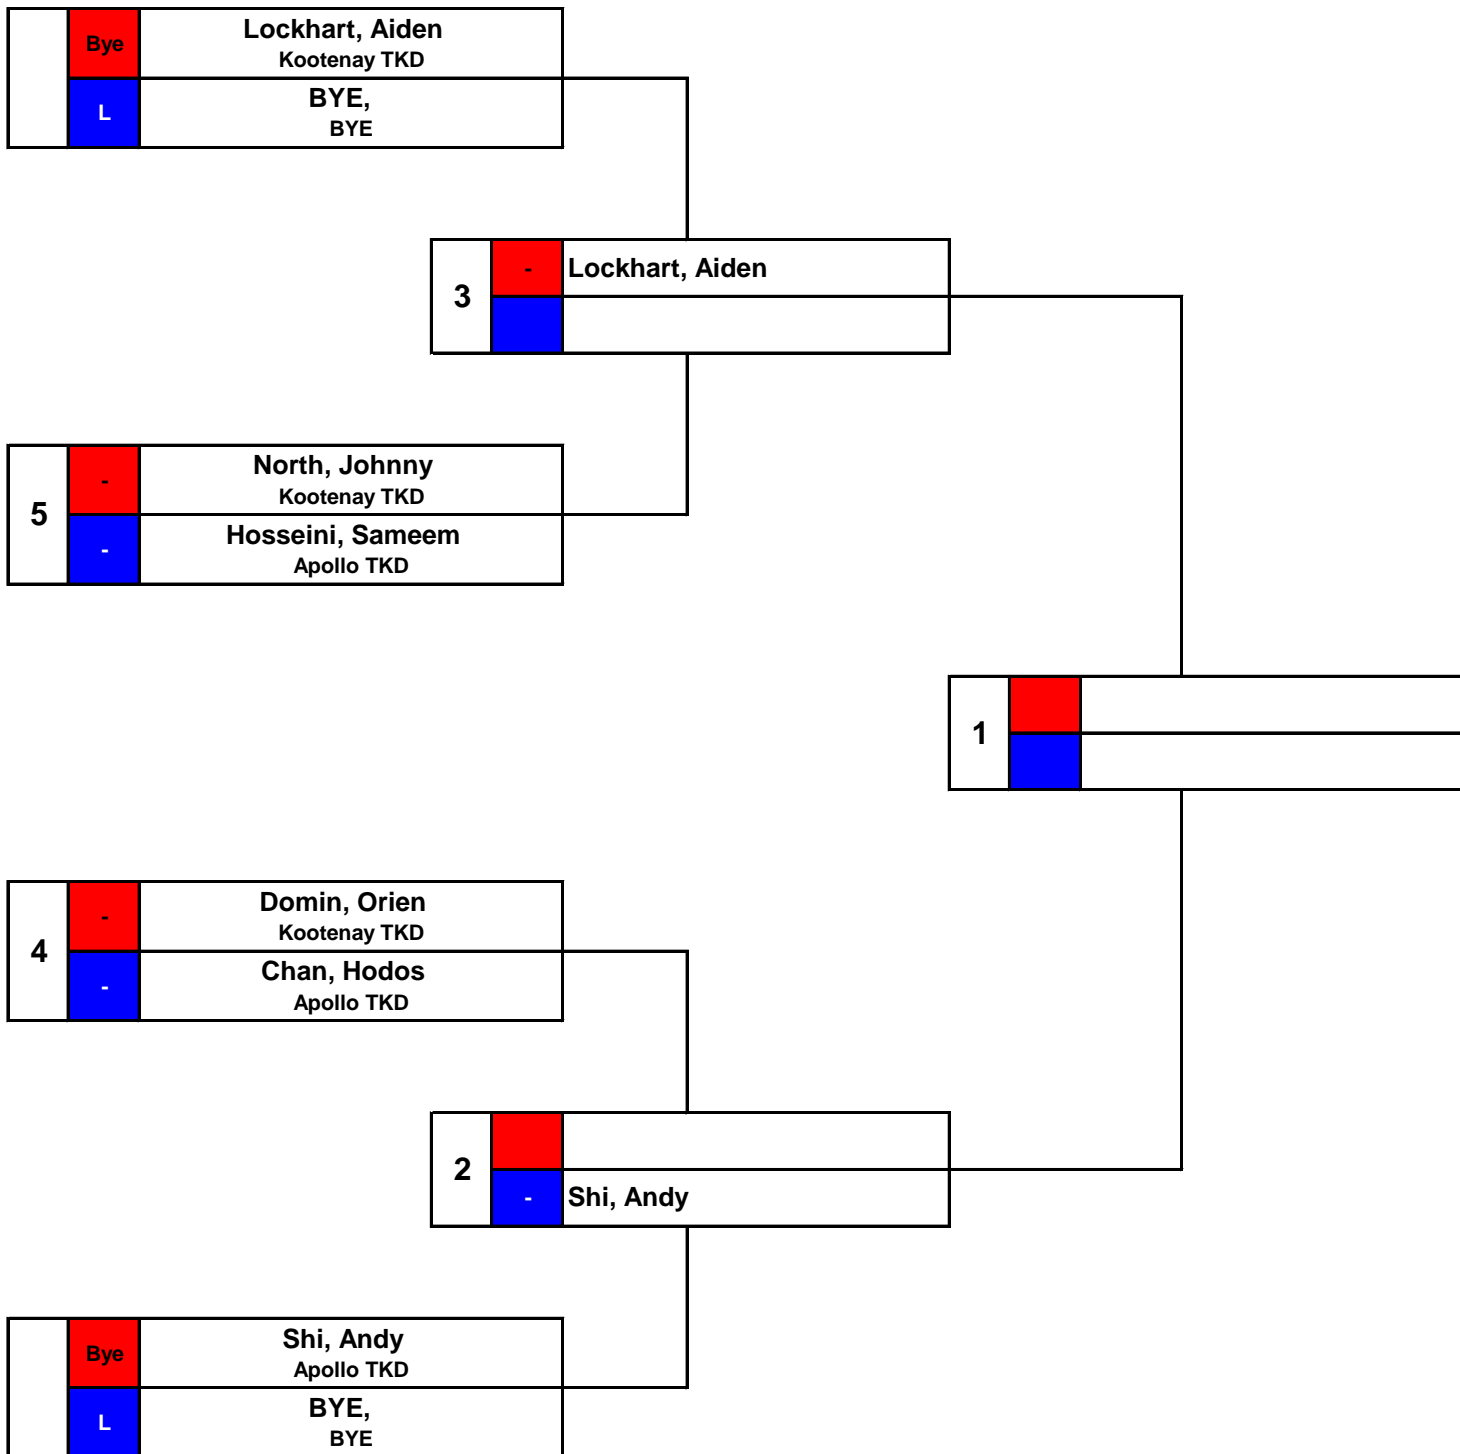 Bye
Lockhart, Aiden
Kootenay TKD
L
BYE,
BYE
3
-
Lockhart, Aiden
5
-
North, Johnny
Kootenay TKD
-
Hosseini, Sameem
Apollo TKD
1
4
-
Domin, Orien
Kootenay TKD
-
Chan, Hodos
Apollo TKD
2
-
Shi, Andy
Bye
Shi, Andy
Apollo TKD
L
BYE,
BYE